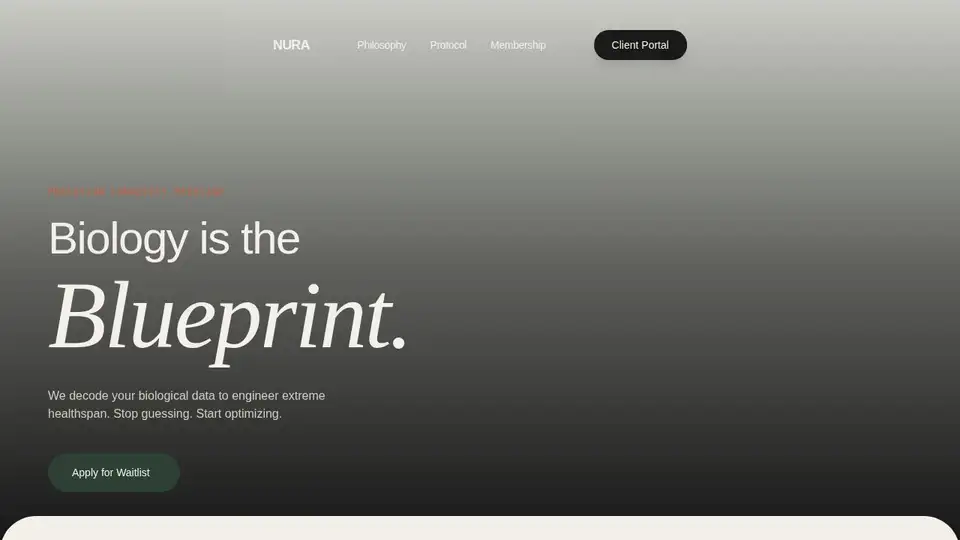 NURA
Philosophy
Protocol
Membership
Client Portal
Biology is the
Blueprint.
We decode your biological data to engineer extreme
healthspan. Stop guessing. Start optimizing.
Apply for Waitlist